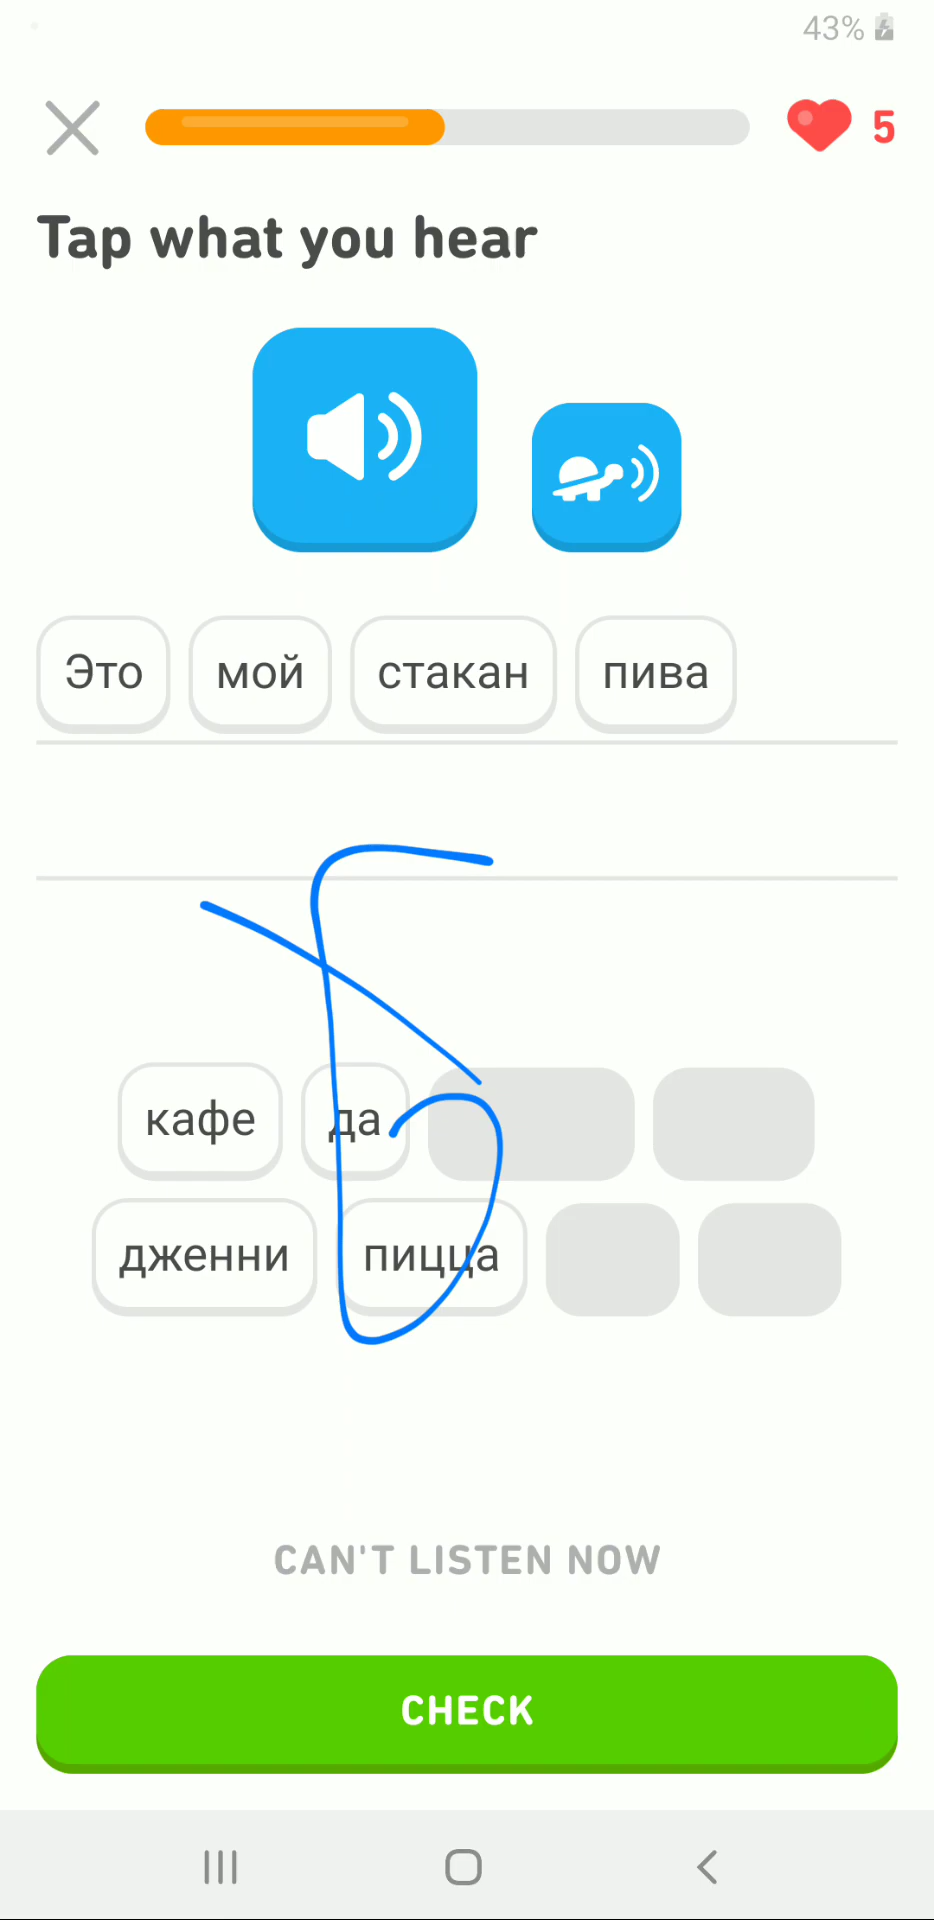 43%
5
Tap what you hear
Это мой стакан пива
кафе да
дженни пицца
CAN'T LISTEN NOW
CHECK